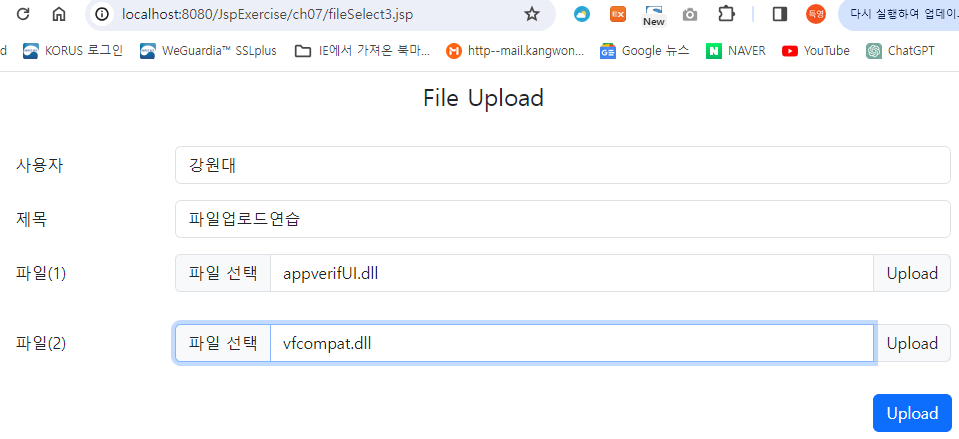 localhost:8080/JspExercise/ch07/fileSelect3.jsp EX New 특영 다시 실행하여 업데이
d KORUS 로그인 WeGuardia™ SSLplus IE에서 가져온 북마... http--mail.kangwon... Google 뉴스 NAVER YouTube ChatGPT
File Upload
사용자 강원대
제목 파일업로드연습
파일(1) 파일 선택 appverifUI.dll Upload
파일(2) 파일 선택 vfcompat.dll Upload
Upload